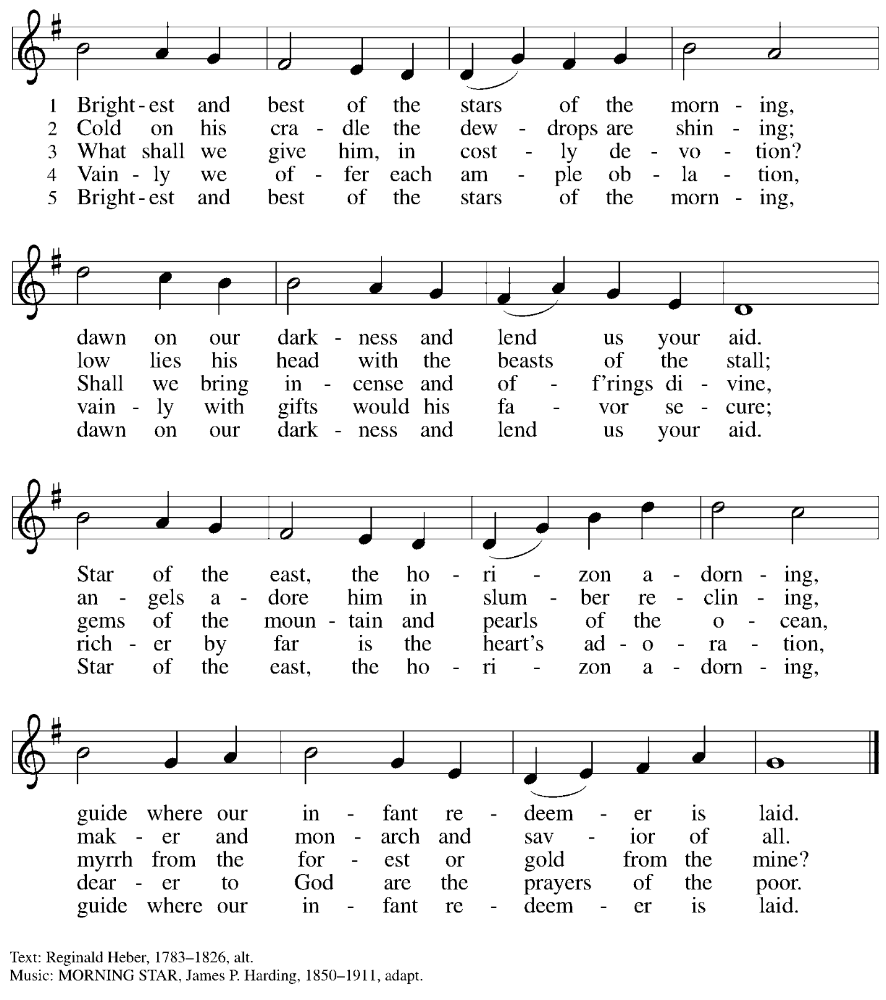 1 Bright - est and best of the stars of the morn - ing,
2 Cold on his cra - dle the dew - drops are shin - ing;
3 What shall we give him, in cost - ly de - vo - tion?
4 Vain - ly we of - fer each am - ple ob - la - tion,
5 Bright - est and best of the stars of the morn - ing,
dawn on our dark - ness and lend us your aid.
low lies his head with the beasts of the stall;
Shall we bring in - cense and of - f'rings di - vine,
vain - ly with gifts would his fa - vor se - cure;
dawn on our dark - ness and lend us your aid.
Star of the east, the ho - ri - zon a - dorn - ing,
an - gels a - dore him in slum - ber re - clin - ing,
gems of the moun - tain and pearls of the o - cean,
rich - er by far is the heart's ad - o - ra - tion,
Star of the east, the ho - ri - zon a - dorn - ing,
guide where our in - fant re - deem - er is laid.
mak - er and mon - arch and sav - ior of all.
myrrh from the for - est or gold from the mine?
dear - er to God are the prayers of the poor.
guide where our in - fant re - deem - er is laid.
Text: Reginald Heber, 1783–1826, alt.
Music: MORNING STAR, James P. Harding, 1850–1911, adapt.